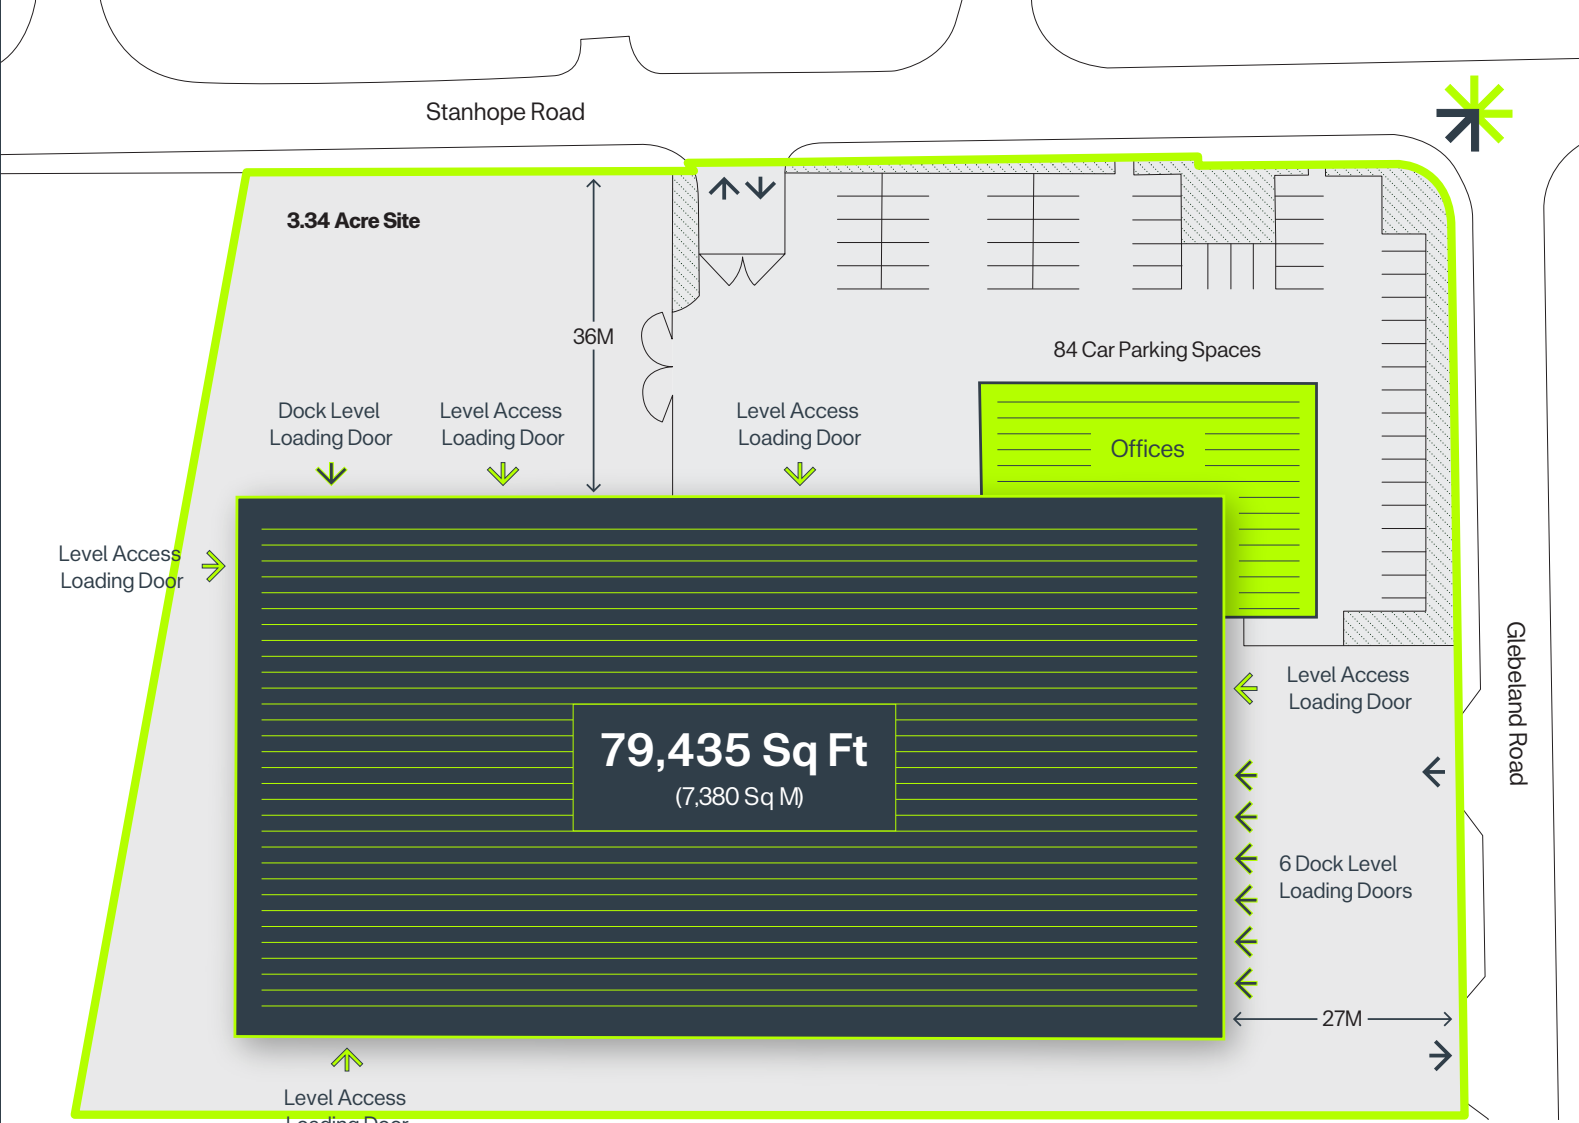 Stanhope Road
3.34 Acre Site
36M
84 Car Parking Spaces
Dock Level
Loading Door
Level Access
Loading Door
Level Access
Loading Door
Offices
Level Access
Loading Door
Level Access
Loading Door
Glebeland Road
79,435 Sq Ft
(7,380 Sq M)
6 Dock Level
Loading Doors
27M
Level Access
Loading Door